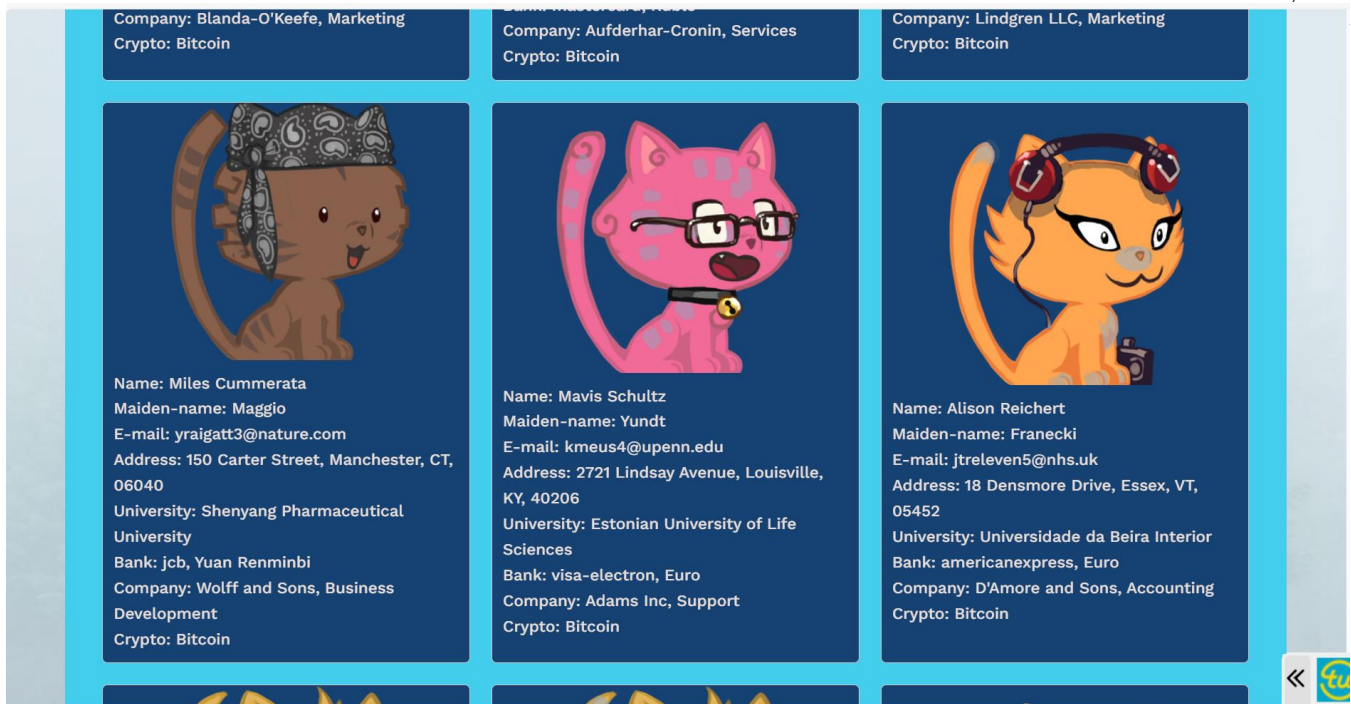 Company: Blanda-O'Keefe, Marketing
Crypto: Bitcoin
Company: Aufderhar-Cronin, Services
Crypto: Bitcoin
Company: Lindgren LLC, Marketing
Crypto: Bitcoin
Name: Miles Cummerata
Maiden-name: Maggio
E-mail: yraigatt3@nature.com
Address: 150 Carter Street, Manchester, CT,
06040
University: Shenyang Pharmaceutical
University
Bank: jcb, Yuan Renminbi
Company: Wolff and Sons, Business
Development
Crypto: Bitcoin
Name: Mavis Schultz
Maiden-name: Yundt
E-mail: kmeus4@upenn.edu
Address: 2721 Lindsay Avenue, Louisville,
KY, 40206
University: Estonian University of Life
Sciences
Bank: visa-electron, Euro
Company: Adams Inc, Support
Crypto: Bitcoin
Name: Alison Reichert
Maiden-name: Franecki
E-mail: jtreleven5@nhs.uk
Address: 18 Densmore Drive, Essex, VT,
05452
University: Universidade da Beira Interior
Bank: americanexpress, Euro
Company: D'Amore and Sons, Accounting
Crypto: Bitcoin
tu